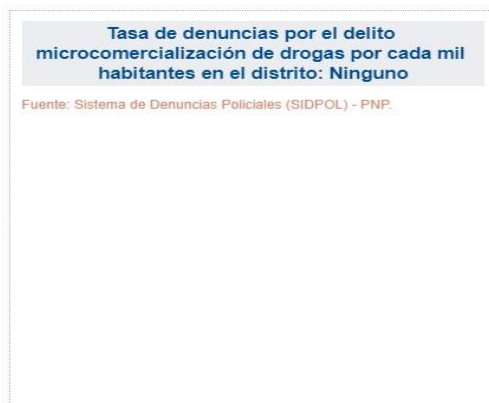 Tasa de denuncias por el delito
microcomercialización de drogas por cada mil
habitantes en el distrito: Ninguno
Fuente: Sistema de Denuncias Policiales (SIDPOL) - PNP.